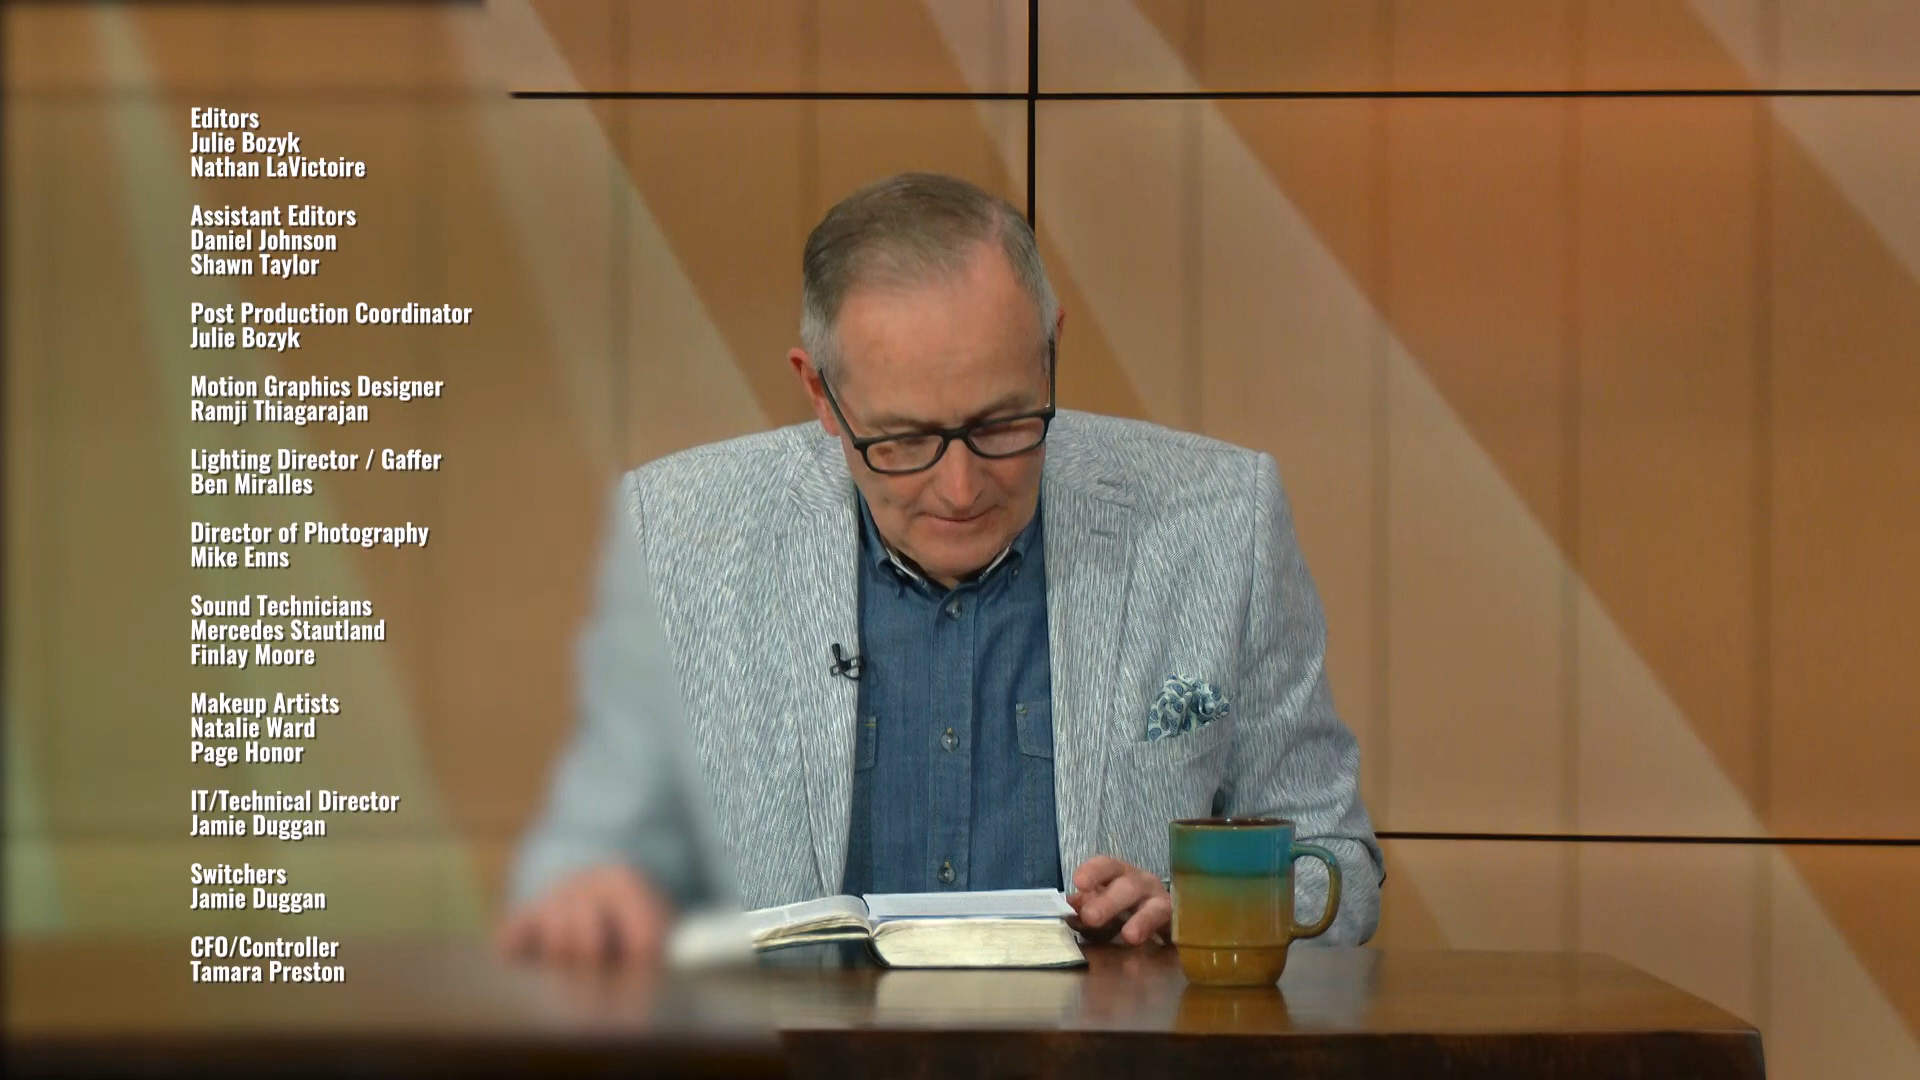 Editors
Julie Bozyk
Nathan LaVictoire
Assistant Editors
Daniel Johnson
Shawn Taylor
Post Production Coordinator
Julie Bozyk
Motion Graphics Designer
Ramji Thiagarajan
Lighting Director / Gaffer
Ben Miralles
Director of Photography
Mike Enns
Sound Technicians
Mercedes Stautland
Finlay Moore
Makeup Artists
Natalie Ward
Page Honor
IT/Technical Director
Jamie Duggan
Switchers
Jamie Duggan
CFO/Controller
Tamara Preston